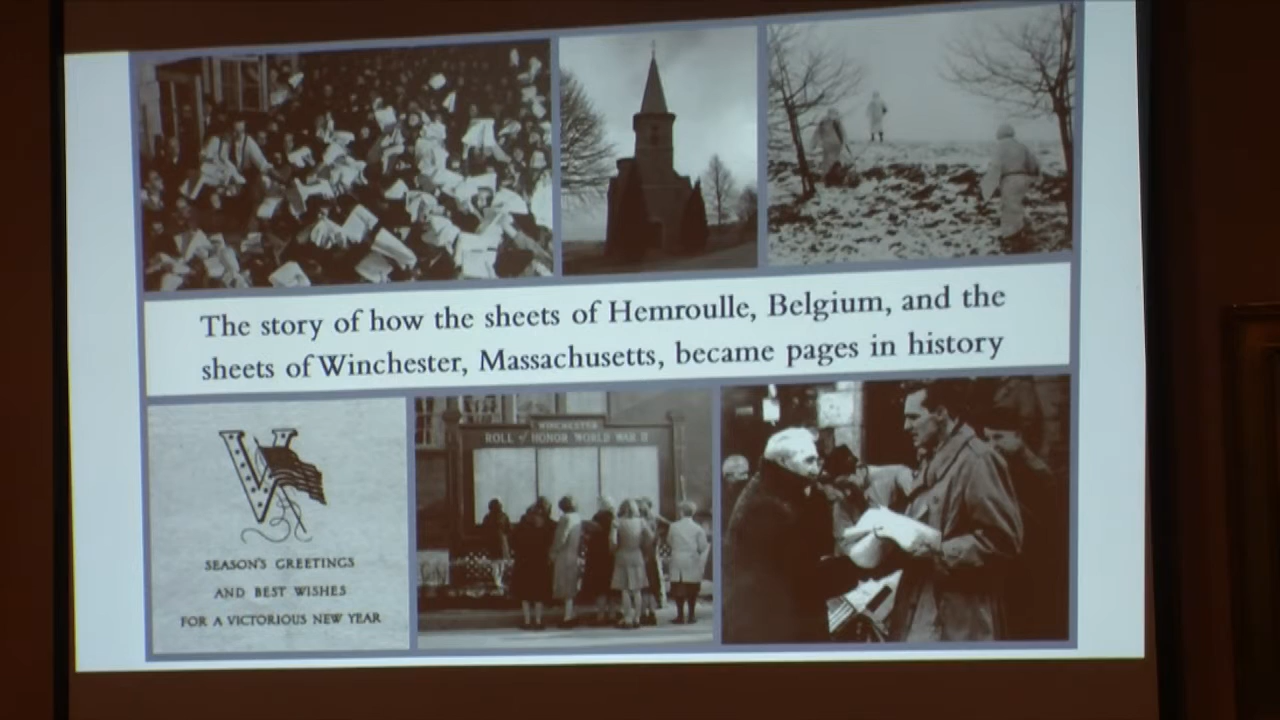 The story of how the sheets of Hemroulle, Belgium, and the
sheets of Winchester, Massachusetts, became pages in history
SEASON'S GREETINGS
AND BEST WISHES
FOR A VICTORIOUS NEW YEAR
WINCHESTER
ROLL of HONOR WORLD WAR II